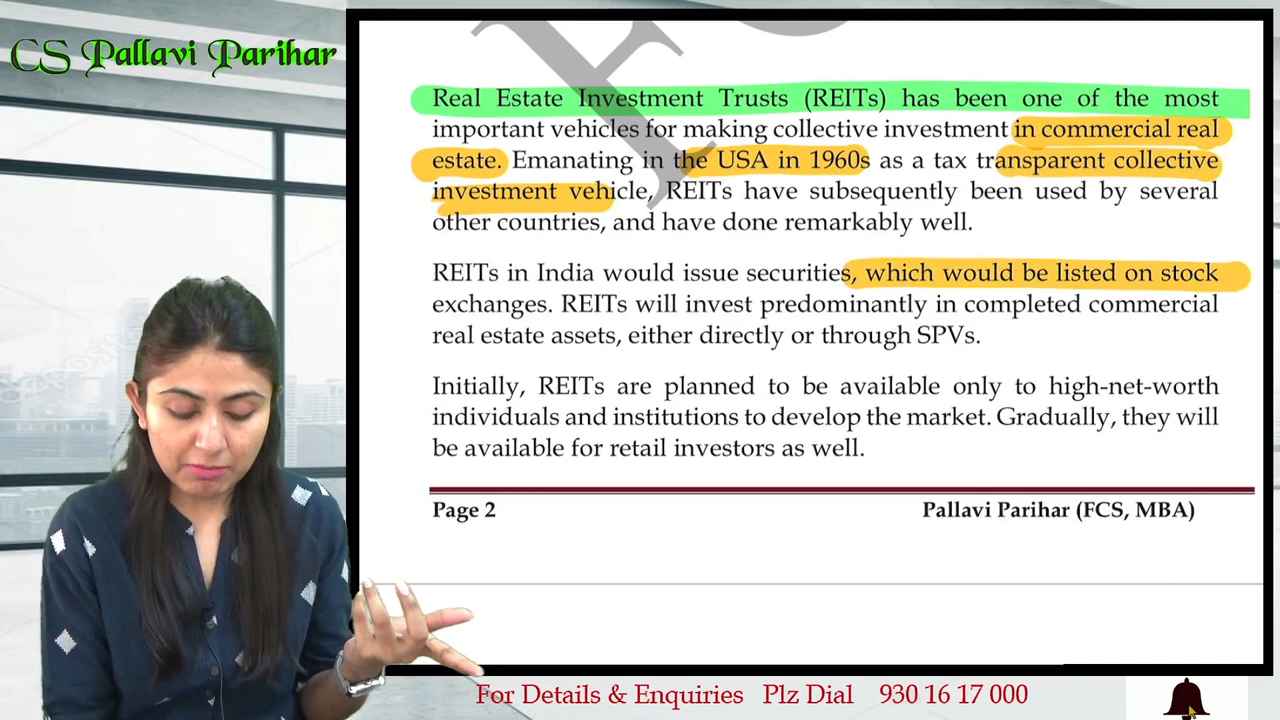 CS Pallavi Parihar
Real Estate Investment Trusts (REITs) has been one of the most
important vehicles for making collective investment in commercial real
estate. Emanating in the USA in 1960s as a tax transparent collective
investment vehicle, REITs have subsequently been used by several
other countries, and have done remarkably well.
REITs in India would issue securities, which would be listed on stock
exchanges. REITs will invest predominantly in completed commercial
real estate assets, either directly or through SPVs.
Initially, REITs are planned to be available only to high-net-worth
individuals and institutions to develop the market. Gradually, they will
be available for retail investors as well.
Page 2 Pallavi Parihar (FCS, MBA)
For Details & Enquiries Plz Dial 930 16 17 000